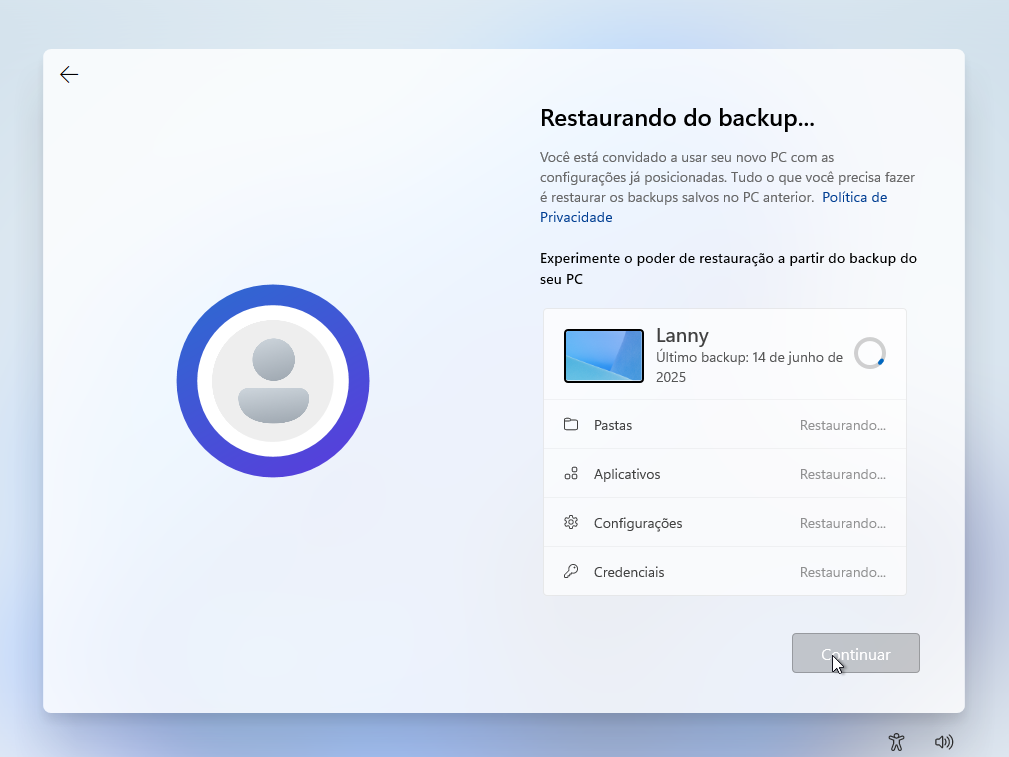 Restaurando do backup...
Você está convidado a usar seu novo PC com as
configurações já posicionadas. Tudo o que você precisa fazer
é restaurar os backups salvos no PC anterior.  Política de
Privacidade
Experimente o poder de restauração a partir do backup do
seu PC
Lanny
Último backup: 14 de junho de
2025
Pastas Restaurando...
Aplicativos Restaurando...
Configurações Restaurando...
Credenciais Restaurando...
Continuar